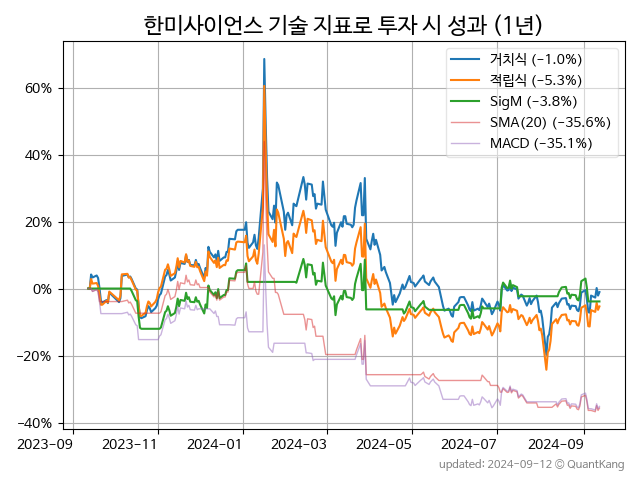 한미사이언스 기술 지표로 투자 시 성과 (1년)
거치식 (−1.0%)
적립식 (−5.3%)
SigM (−3.8%)
SMA(20) (−35.6%)
MACD (−35.1%)
60%
40%
20%
0%
−20%
−40%
2023-09 2023-11 2024-01 2024-03 2024-05 2024-07 2024-09
updated: 2024-09-12 © QuantKang